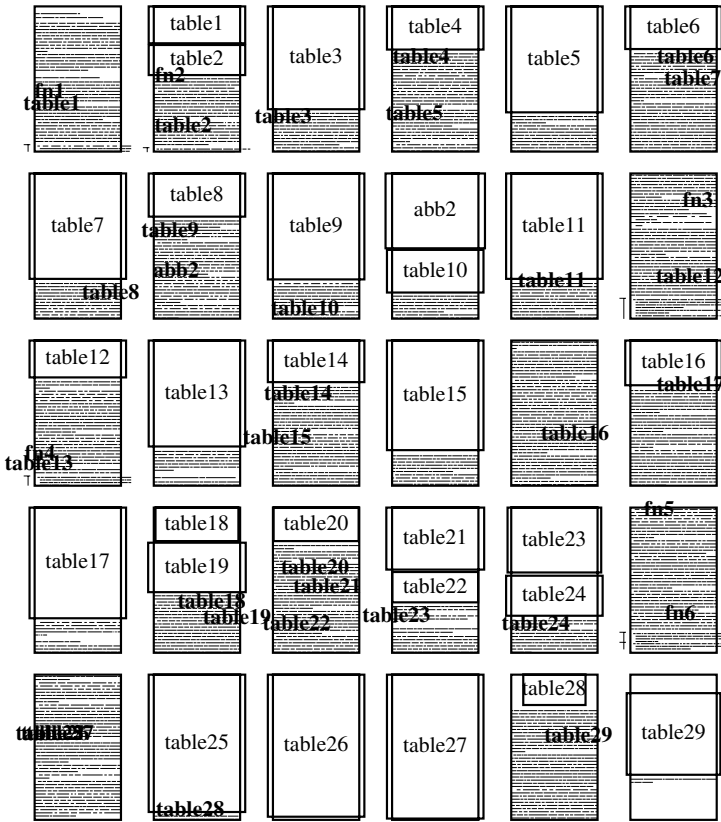 fn1
table1
table1
table2
fn2
table2
table3
table3
table4
table4
table5
table5
table6
table6
table7
table7
table8
table8
table9
abb2
table9
table10
abb2
table10
table11
table11
fn3
table12
table12
fn4
table13
table13
table14
table14
table15
table15
table16
table16
table17
table17
table18
table19
table18
table19
table20
table20
table21
table22
table21
table22
table23
table23
table24
table24
fn5
fn6
table25
table28
table26
table27
table28
table29
table29